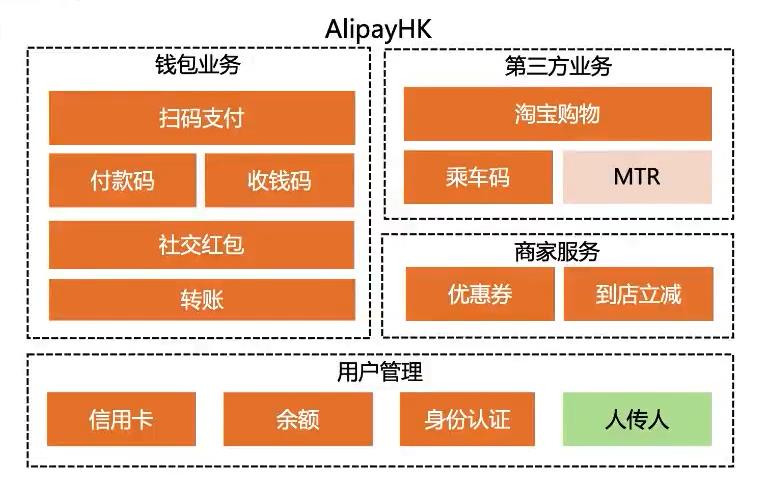 AlipayHK
钱包业务
扫码支付
付款码
收钱码
社交红包
转账
第三方业务
淘宝购物
乘车码
MTR
商家服务
优惠券
到店立减
用户管理
信用卡
余额
身份认证
人传人